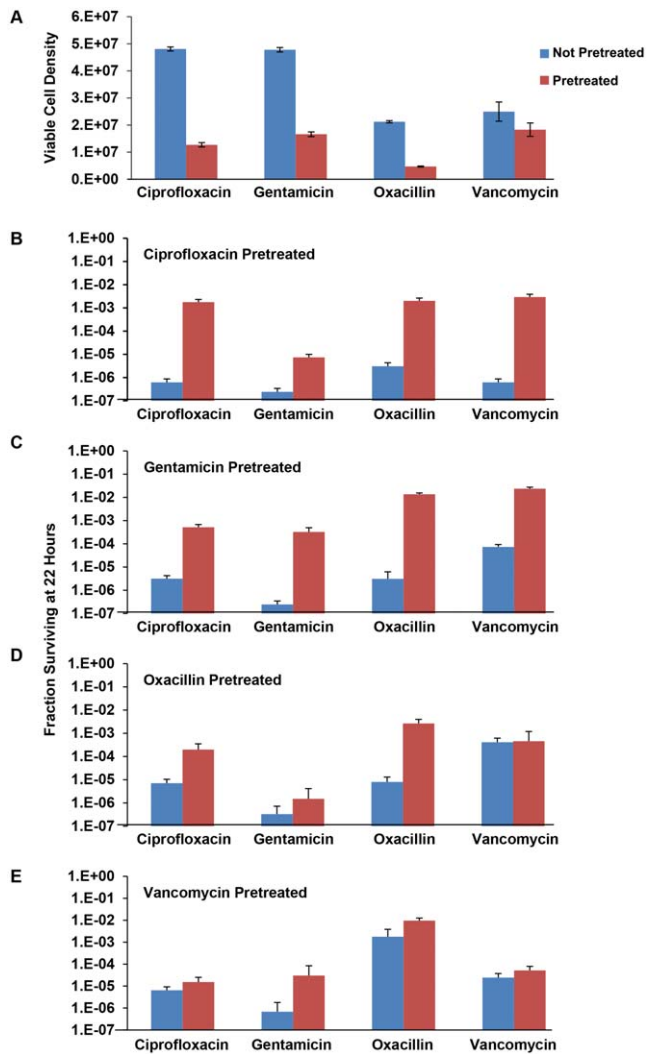 A
6.E+07
5.E+07
4.E+07
3.E+07
2.E+07
1.E+07
0.E+00
Viable Cell Density
Not Pretreated
Pretreated
Ciprofloxacin Gentamicin Oxacillin Vancomycin
B
Ciprofloxacin Pretreated
1.E+00
1.E-01
1.E-02
1.E-03
1.E-04
1.E-05
1.E-06
1.E-07
Ciprofloxacin Gentamicin Oxacillin Vancomycin
Fraction Surviving at 22 Hours
C
Gentamicin Pretreated
1.E+00
1.E-01
1.E-02
1.E-03
1.E-04
1.E-05
1.E-06
1.E-07
Ciprofloxacin Gentamicin Oxacillin Vancomycin
D
Oxacillin Pretreated
1.E+00
1.E-01
1.E-02
1.E-03
1.E-04
1.E-05
1.E-06
1.E-07
Ciprofloxacin Gentamicin Oxacillin Vancomycin
E
Vancomycin Pretreated
1.E+00
1.E-01
1.E-02
1.E-03
1.E-04
1.E-05
1.E-06
1.E-07
Ciprofloxacin Gentamicin Oxacillin Vancomycin